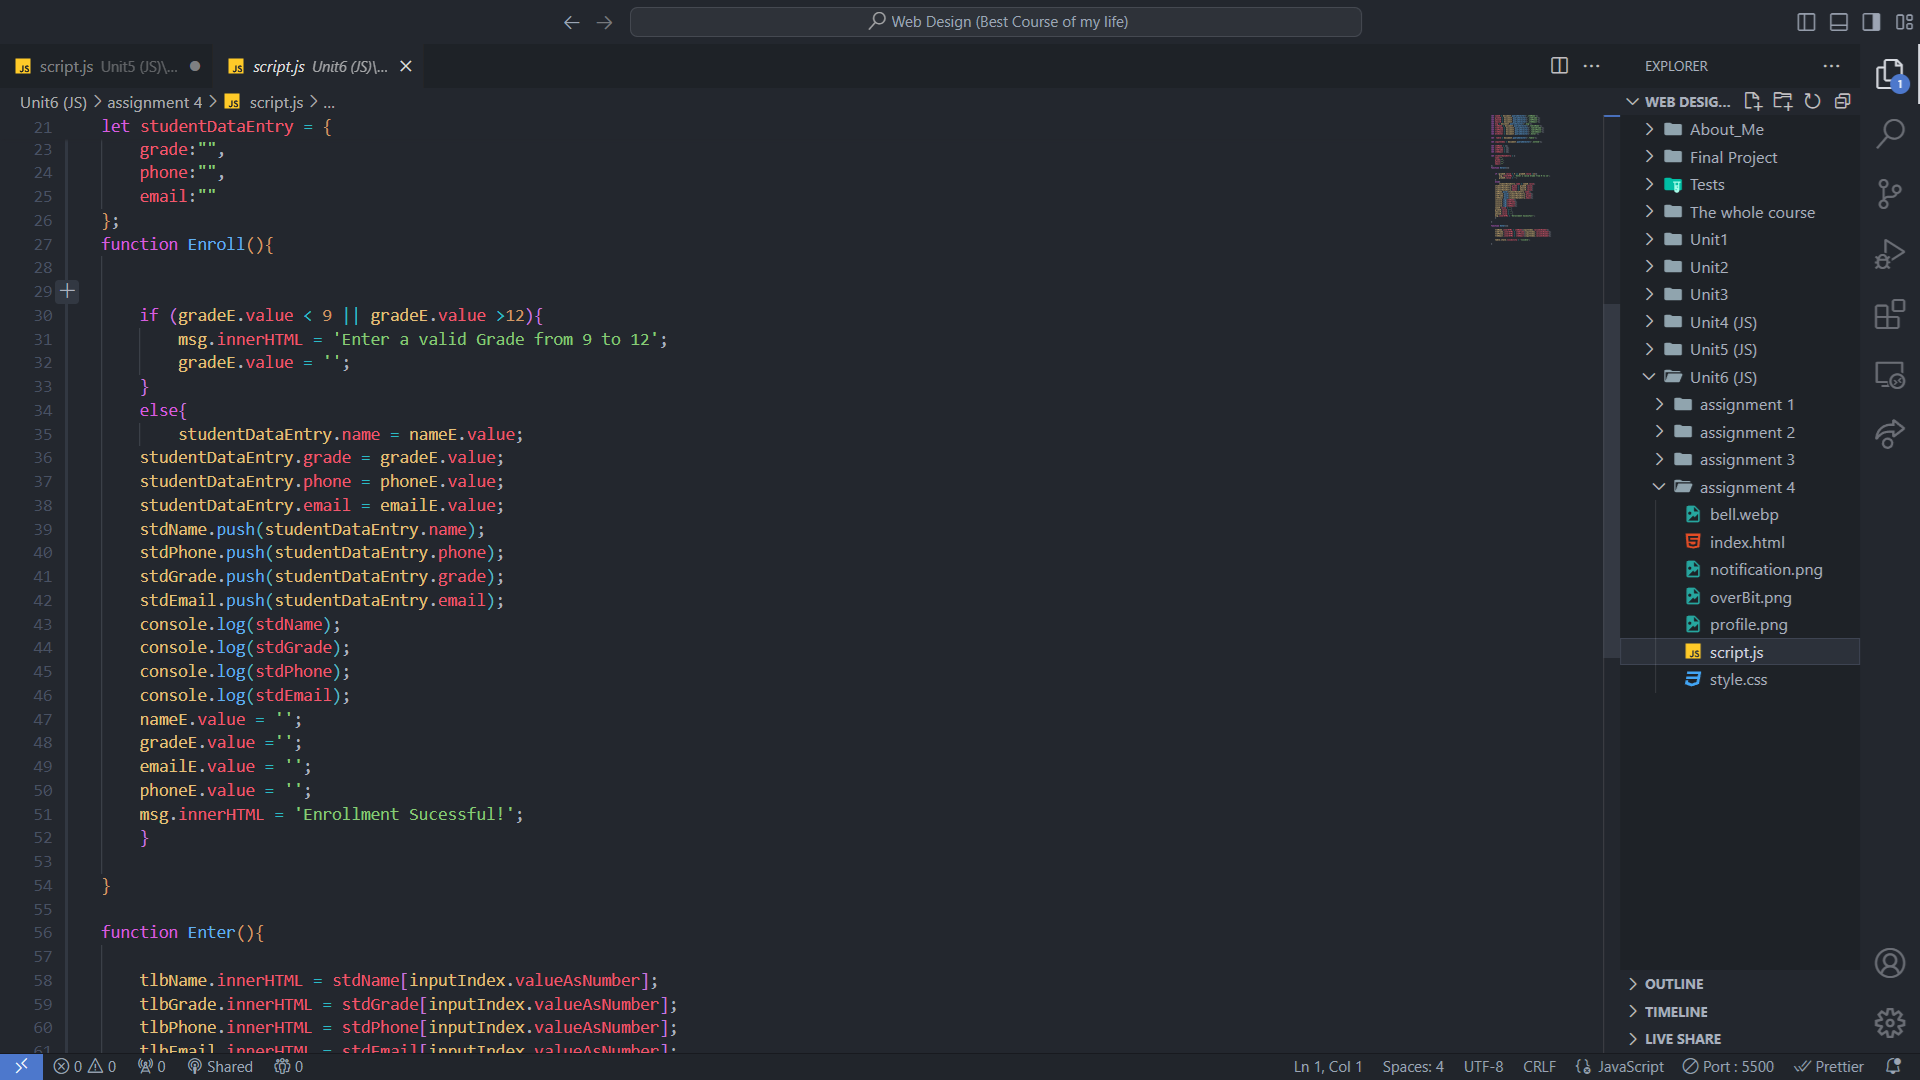 Web Design (Best Course of my life)
script.js Unit5 (JS)\...
script.js Unit6 (JS)\...
EXPLORER
Unit6 (JS) > assignment 4 > JS script.js > ...
21 let studentDataEntry = {
23 grade:"",
24 phone:"",
25 email:""
26 };
27 function Enroll(){
28
29
30 if (gradeE.value < 9 || gradeE.value >12){
31 msg.innerHTML = 'Enter a valid Grade from 9 to 12';
32 gradeE.value = '';
33 }
34 else{
35 studentDataEntry.name = nameE.value;
36 studentDataEntry.grade = gradeE.value;
37 studentDataEntry.phone = phoneE.value;
38 studentDataEntry.email = emailE.value;
39 stdName.push(studentDataEntry.name);
40 stdPhone.push(studentDataEntry.phone);
41 stdGrade.push(studentDataEntry.grade);
42 stdEmail.push(studentDataEntry.email);
43 console.log(stdName);
44 console.log(stdGrade);
45 console.log(stdPhone);
46 console.log(stdEmail);
47 nameE.value = '';
48 gradeE.value ='';
49 emailE.value = '';
50 phoneE.value = '';
51 msg.innerHTML = 'Enrollment Sucessful!';
52 }
53
54 }
55
56 function Enter(){
57
58 tlbName.innerHTML = stdName[inputIndex.valueAsNumber];
59 tlbGrade.innerHTML = stdGrade[inputIndex.valueAsNumber];
60 tlbPhone.innerHTML = stdPhone[inputIndex.valueAsNumber];
61 tlbEmail.innerHTML = stdEmail[inputIndex.valueAsNumber];
WEB DESIG...
About_Me
Final Project
Tests
The whole course
Unit1
Unit2
Unit3
Unit4 (JS)
Unit5 (JS)
Unit6 (JS)
assignment 1
assignment 2
assignment 3
assignment 4
bell.webp
index.html
notification.png
overBit.png
profile.png
script.js
style.css
OUTLINE
TIMELINE
LIVE SHARE
1
0 0 0 Shared 0
Ln 1, Col 1 Spaces: 4 UTF-8 CRLF {} JavaScript Port : 5500 Prettier